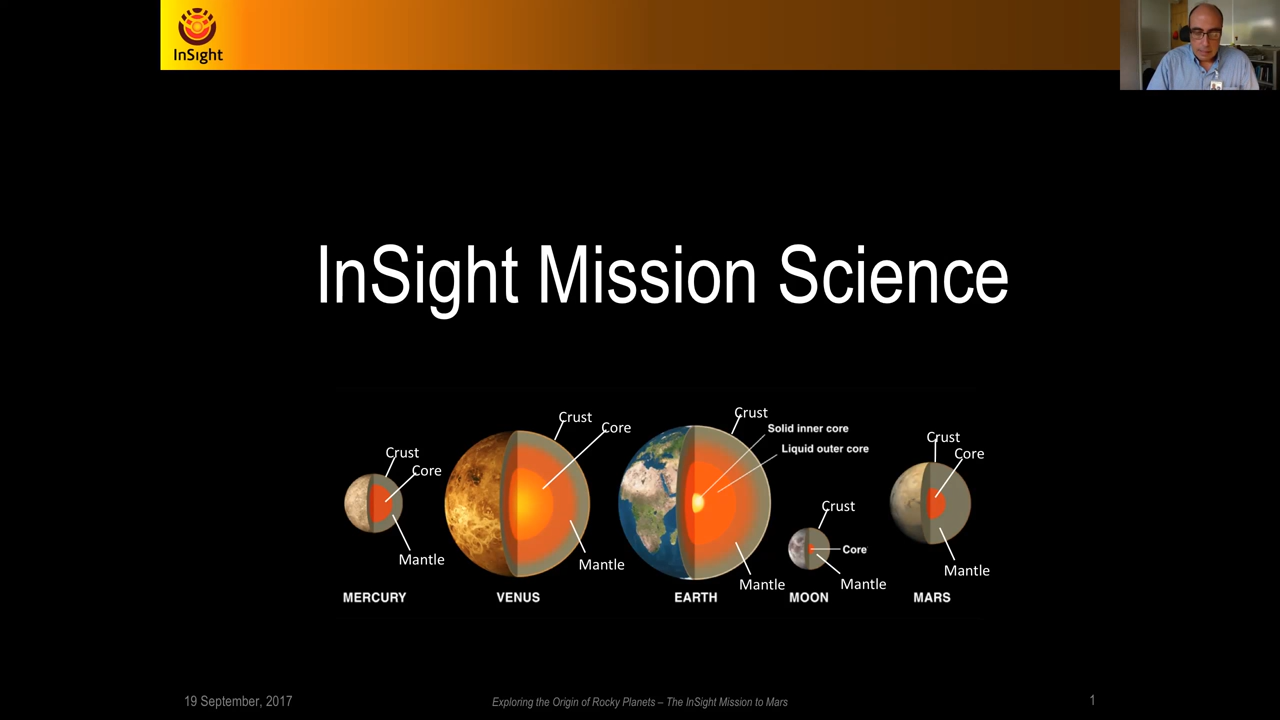 InSight
InSight Mission Science
Crust
Core
Mantle
MERCURY
Crust
Core
Mantle
VENUS
Crust
Solid inner core
Liquid outer core
Mantle
EARTH
Crust
Core
Mantle
MOON
Crust
Core
Mantle
MARS
19 September, 2017
Exploring the Origin of Rocky Planets – The InSight Mission to Mars
1